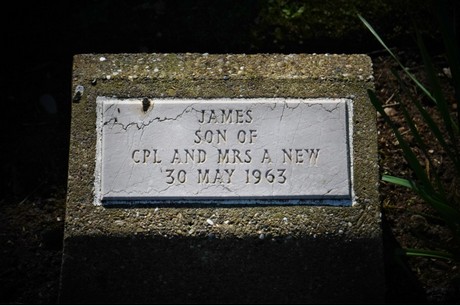 JAMES
SON OF
CPL AND MRS A NEW
30 MAY 1963